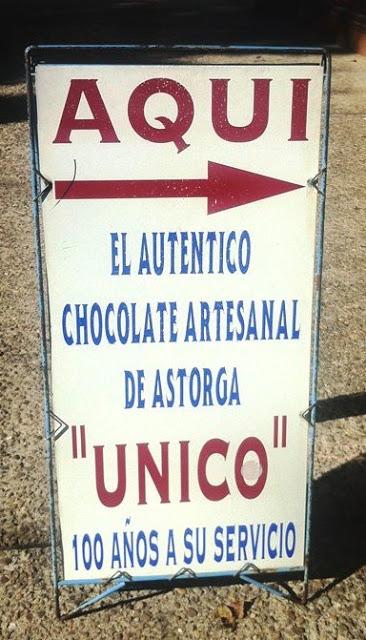 AQUI
EL AUTENTICO
CHOCOLATE ARTESANAL
DE ASTORGA
"UNICO"
100 AÑOS A SU SERVICIO